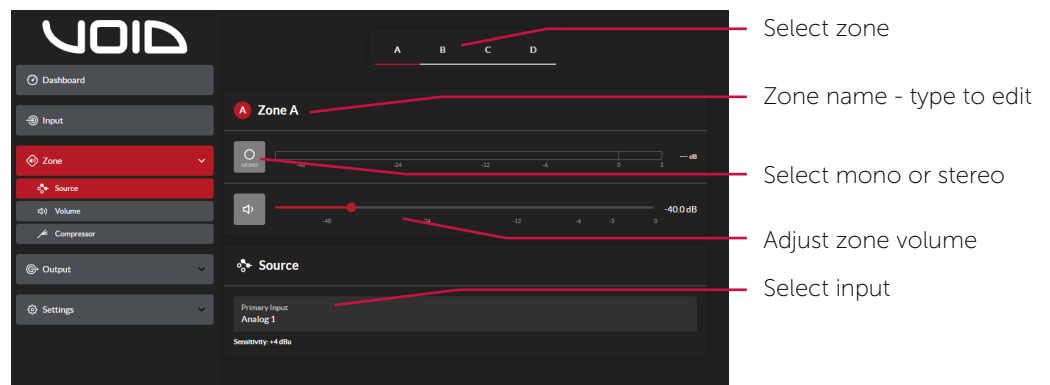 VOID
Dashboard
Input
Zone
Source
Volume
Compressor
Output
Settings
A B C D
A Zone A
MONO
-48 -24 -12 -6 0 3
--- dB
-48 -24 -12 -6 -3 0
-40.0 dB
Source
Primary Input
Analog 1
Sensitivity: +4 dBu
Select zone
Zone name - type to edit
Select mono or stereo
Adjust zone volume
Select input